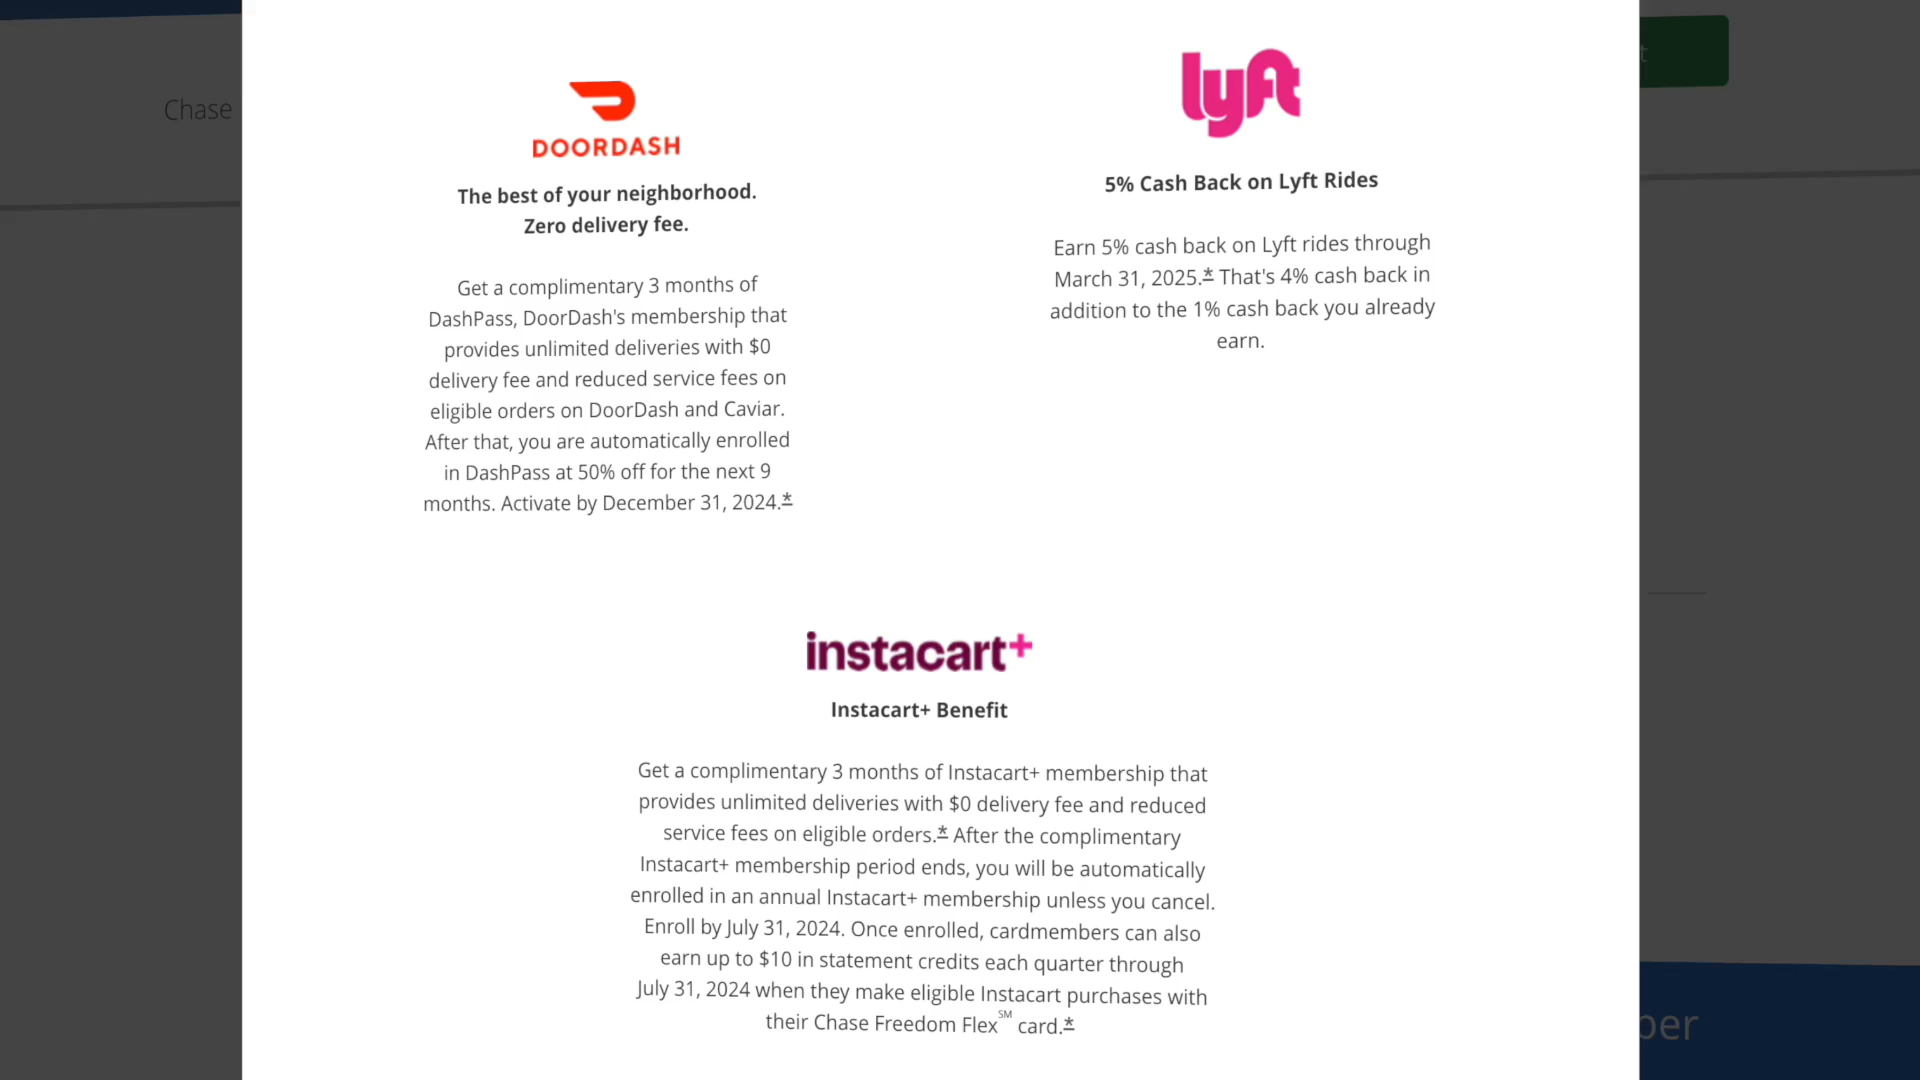 Chase
DOORDASH
The best of your neighborhood.
Zero delivery fee.
Get a complimentary 3 months of
DashPass, DoorDash's membership that
provides unlimited deliveries with $0
delivery fee and reduced service fees on
eligible orders on DoorDash and Caviar.
After that, you are automatically enrolled
in DashPass at 50% off for the next 9
months. Activate by December 31, 2024.*
lyft
5% Cash Back on Lyft Rides
Earn 5% cash back on Lyft rides through
March 31, 2025.* That's 4% cash back in
addition to the 1% cash back you already
earn.
instacart+
Instacart+ Benefit
Get a complimentary 3 months of Instacart+ membership that
provides unlimited deliveries with $0 delivery fee and reduced
service fees on eligible orders.* After the complimentary
Instacart+ membership period ends, you will be automatically
enrolled in an annual Instacart+ membership unless you cancel.
Enroll by July 31, 2024. Once enrolled, cardmembers can also
earn up to $10 in statement credits each quarter through
July 31, 2024 when they make eligible Instacart purchases with
their Chase Freedom Flex℠ card.*